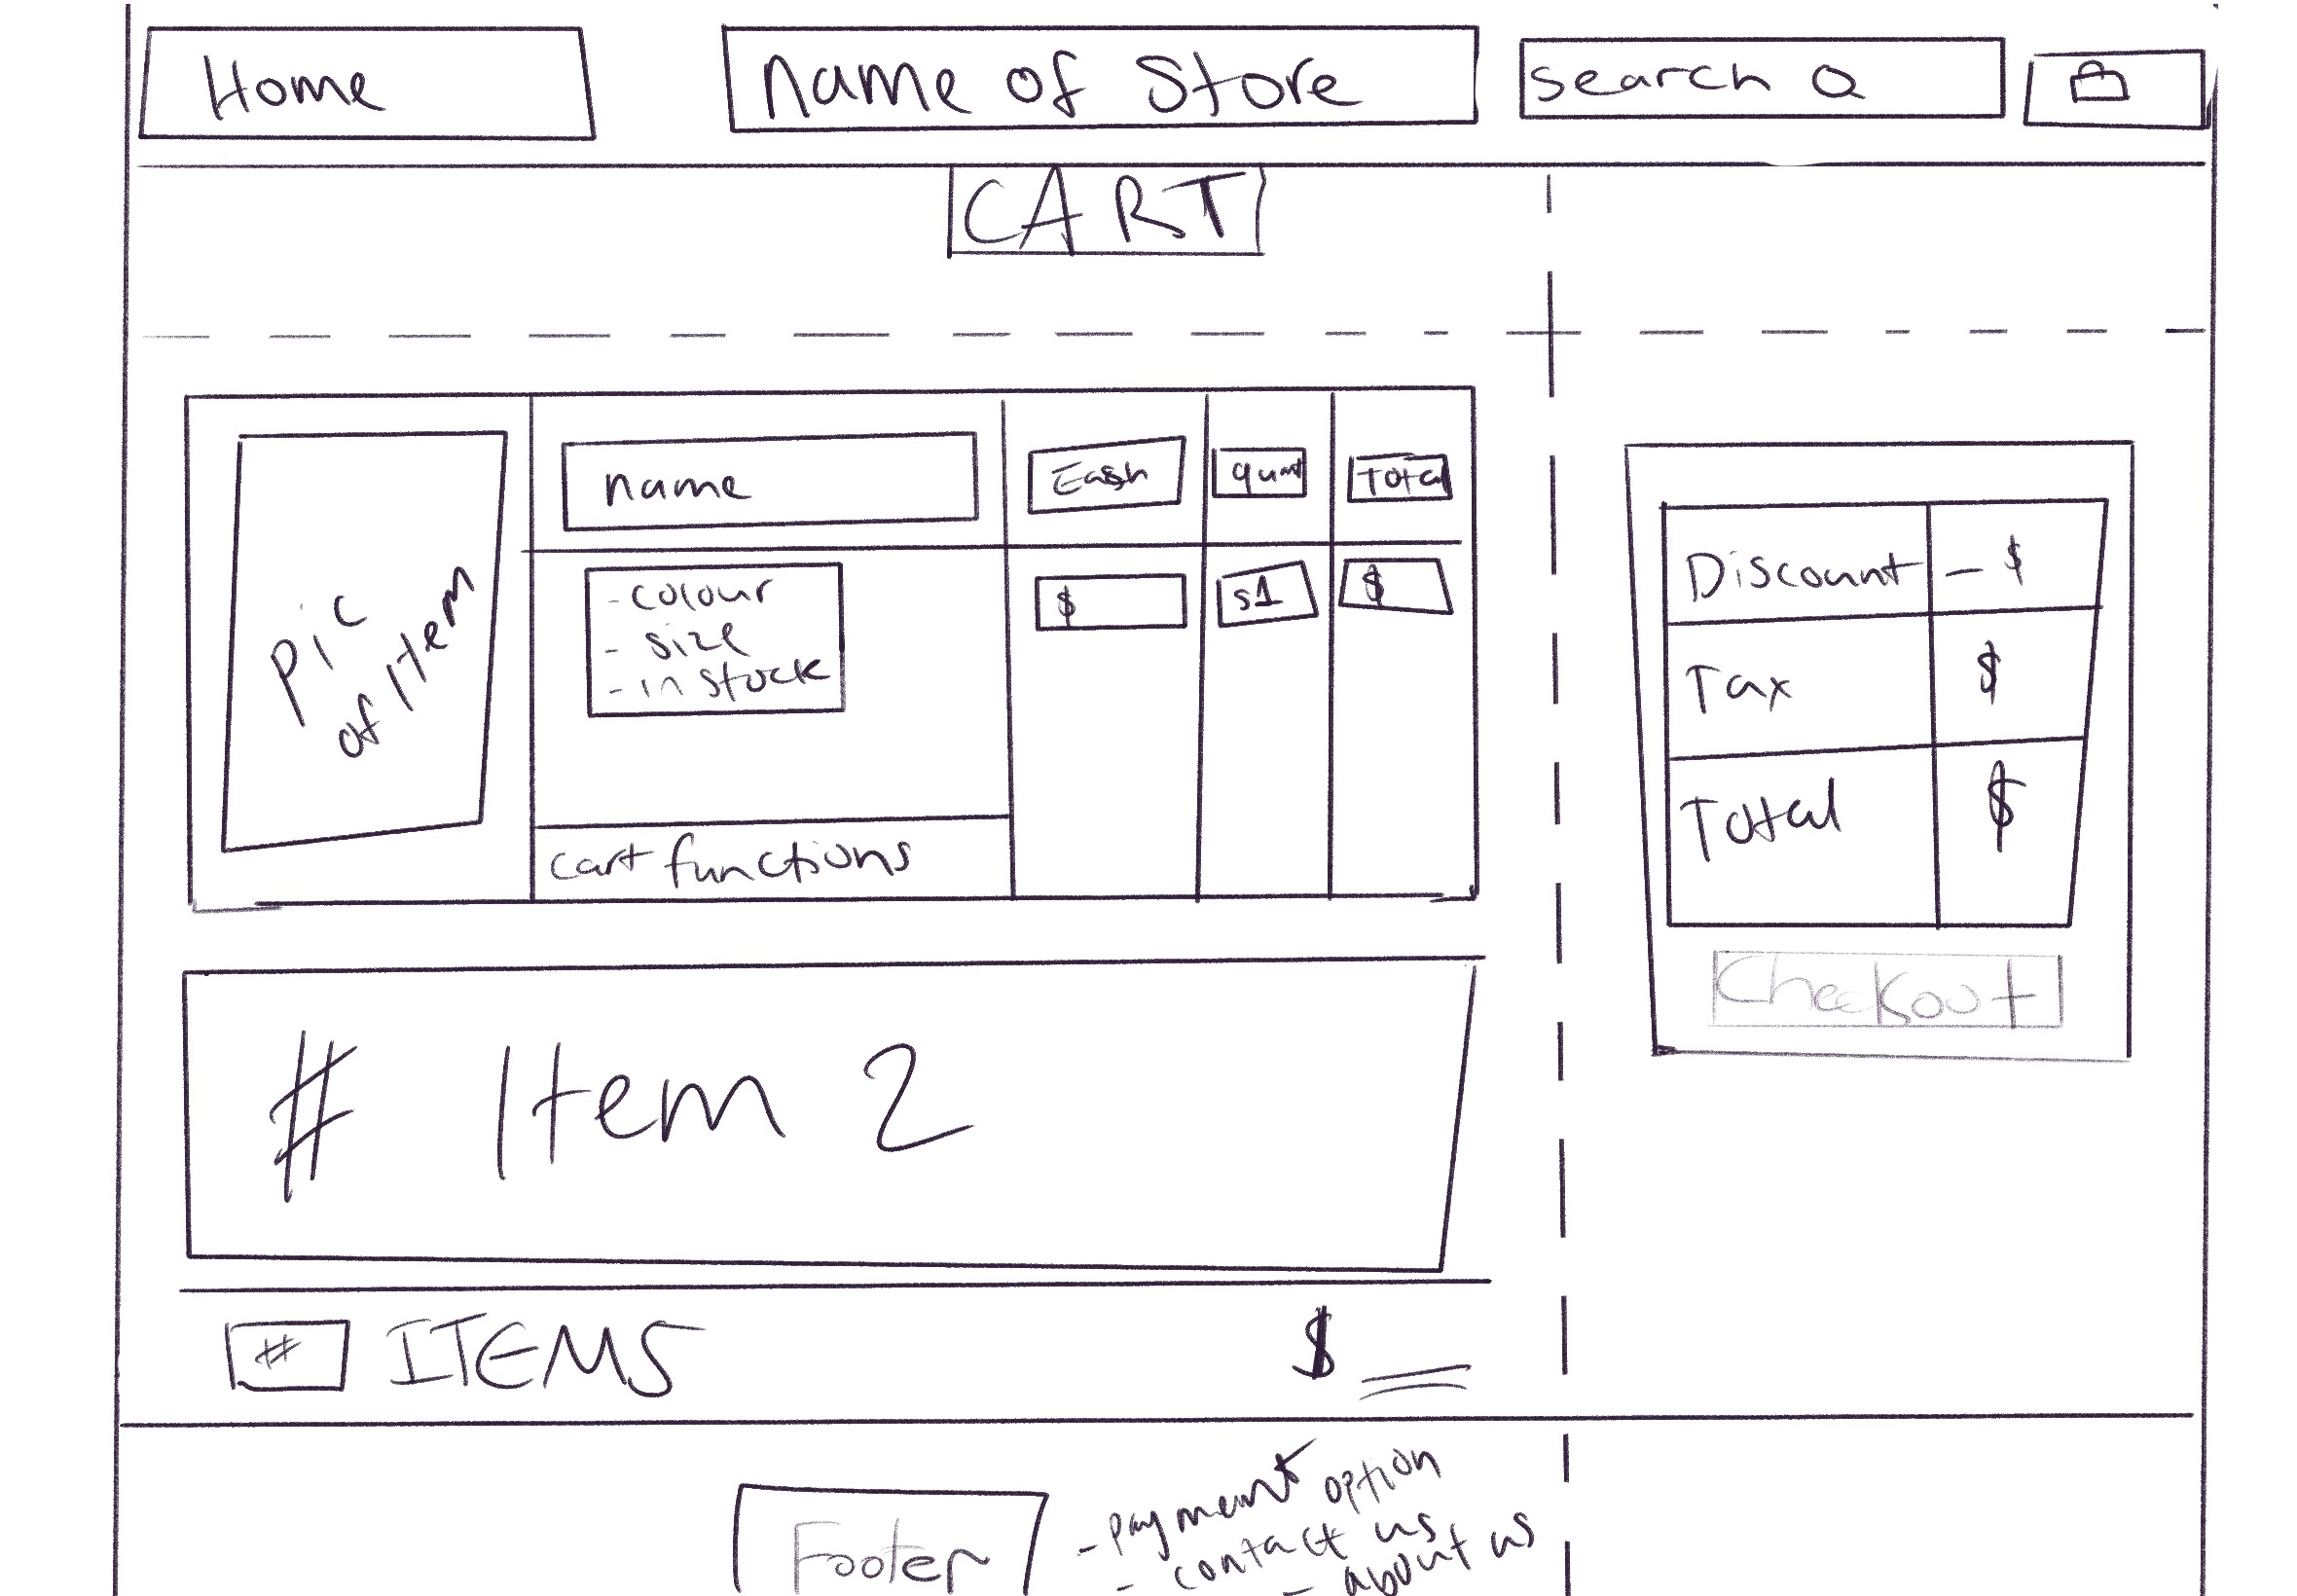 Home
Name of Store
Search
CART
name
Each
quant
Total
pic
of Item
- colour
- size
- in stock
$
$
cart functions
Discount
- $
Tax
$
Total
$
Checkout
# Item 2
# ITEMS
$
Footer
- payment option
- contact us
- about us